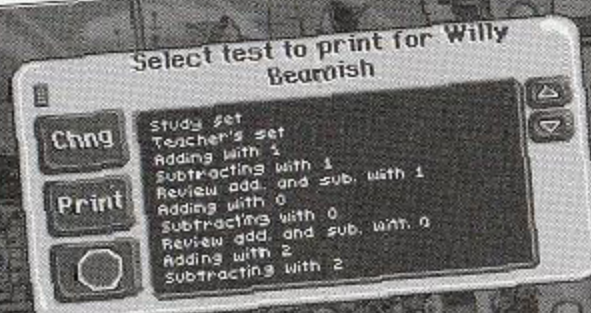 Select test to print for Willy
Beamish
Chng
Print
Study set
Teacher's set
Adding with 1
Subtracting with 1
Review add. and sub. with 1
Adding with 0
Subtracting with 0
Review add. and sub. with 0
Adding with 2
Subtracting with 2